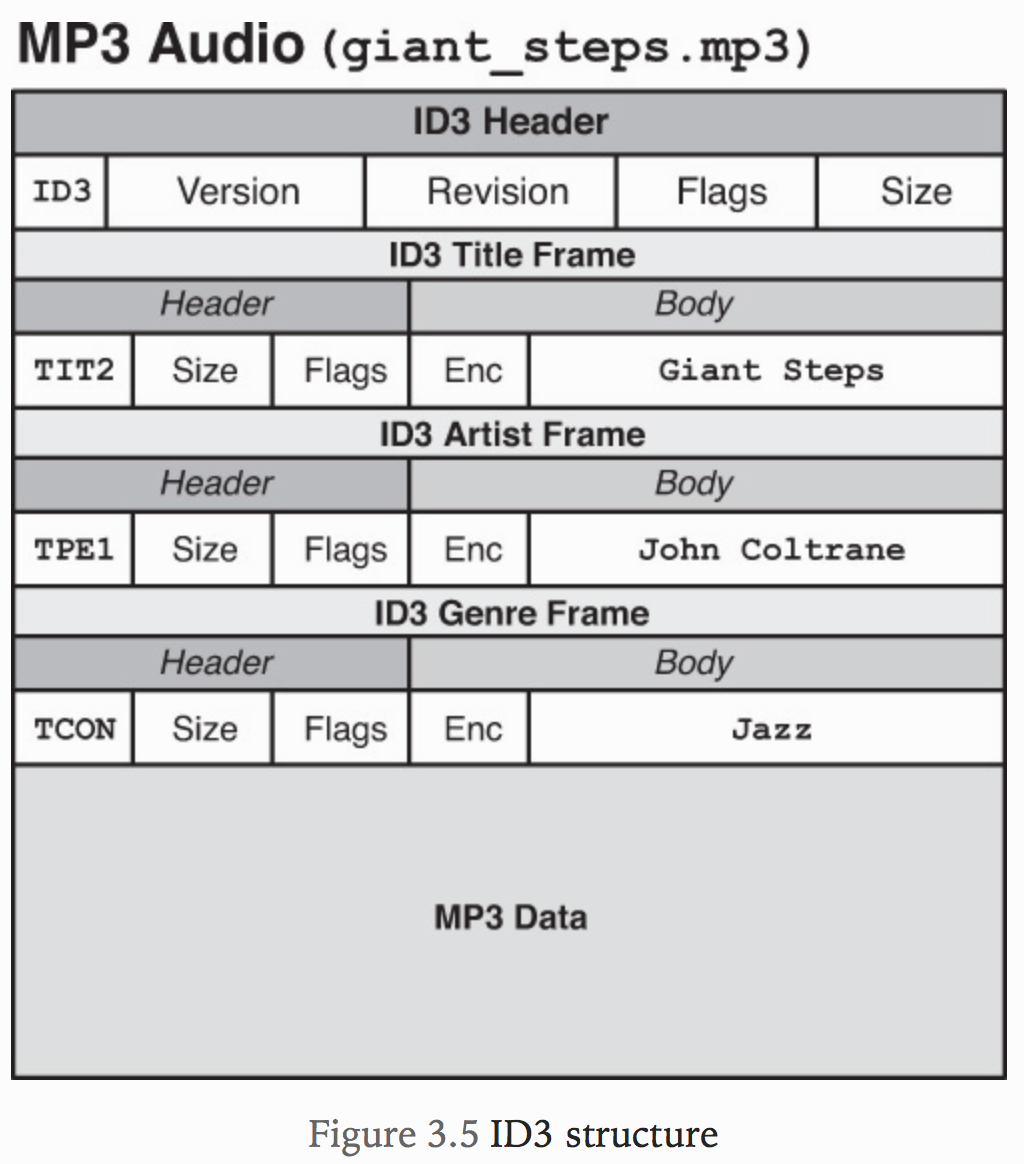 MP3 Audio (giant_steps.mp3)
ID3 Header
ID3 Version Revision Flags Size
ID3 Title Frame
Header Body
TIT2 Size Flags Enc Giant Steps
ID3 Artist Frame
Header Body
TPE1 Size Flags Enc John Coltrane
ID3 Genre Frame
Header Body
TCON Size Flags Enc Jazz
MP3 Data
Figure 3.5 ID3 structure